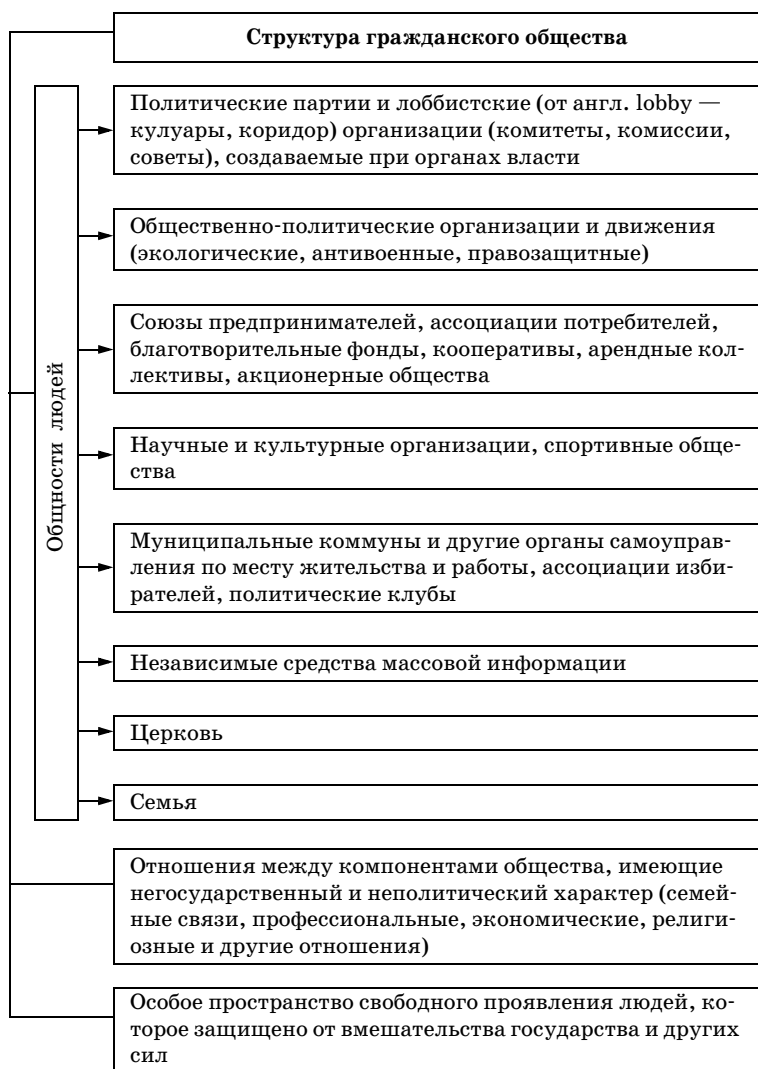 Структура гражданского общества
Общности людей
Политические партии и лоббистские (от англ. lobby —
кулуары, коридор) организации (комитеты, комиссии,
советы), создаваемые при органах власти
Общественно-политические организации и движения
(экологические, антивоенные, правозащитные)
Союзы предпринимателей, ассоциации потребителей,
благотворительные фонды, кооперативы, арендные кол-
лективы, акционерные общества
Научные и культурные организации, спортивные обще-
ства
Муниципальные коммуны и другие органы самоуправ-
ления по месту жительства и работы, ассоциации изби-
рателей, политические клубы
Независимые средства массовой информации
Церковь
Семья
Отношения между компонентами общества, имеющие
негосударственный и неполитический характер (семей-
ные связи, профессиональные, экономические, религи-
озные и другие отношения)
Особое пространство свободного проявления людей, ко-
торое защищено от вмешательства государства и других
сил